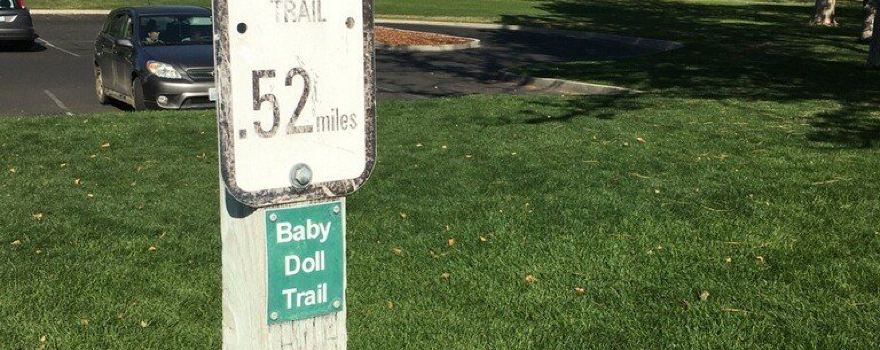 TRAIL
.52 miles
Baby
Doll
Trail